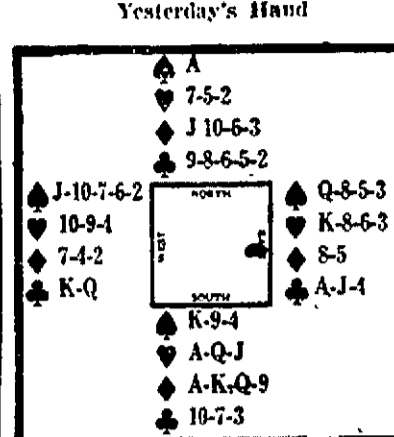 Yesterday's Hand
♠ A
♥ 7-5-2
♦ J 10-6-3
♣ 9-8-6-5-2
NORTH
♠ J-10-7-6-2
♥ 10-9-4
♦ 7-4-2
♣ K-Q
WEST
♠ Q-8-5-3
♥ K-8-6-3
♦ 8-5
♣ A-J-4
SOUTH
♠ K-9-4
♥ A-Q-J
♦ A-K-Q-9
♣ 10-7-3